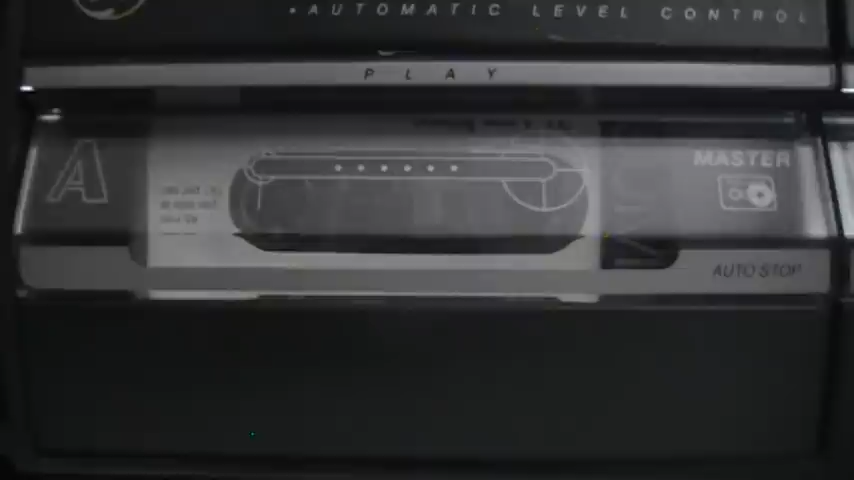 • AUTOMATIC LEVEL CONTROL
PLAY
A
MASTER
AUTO STOP